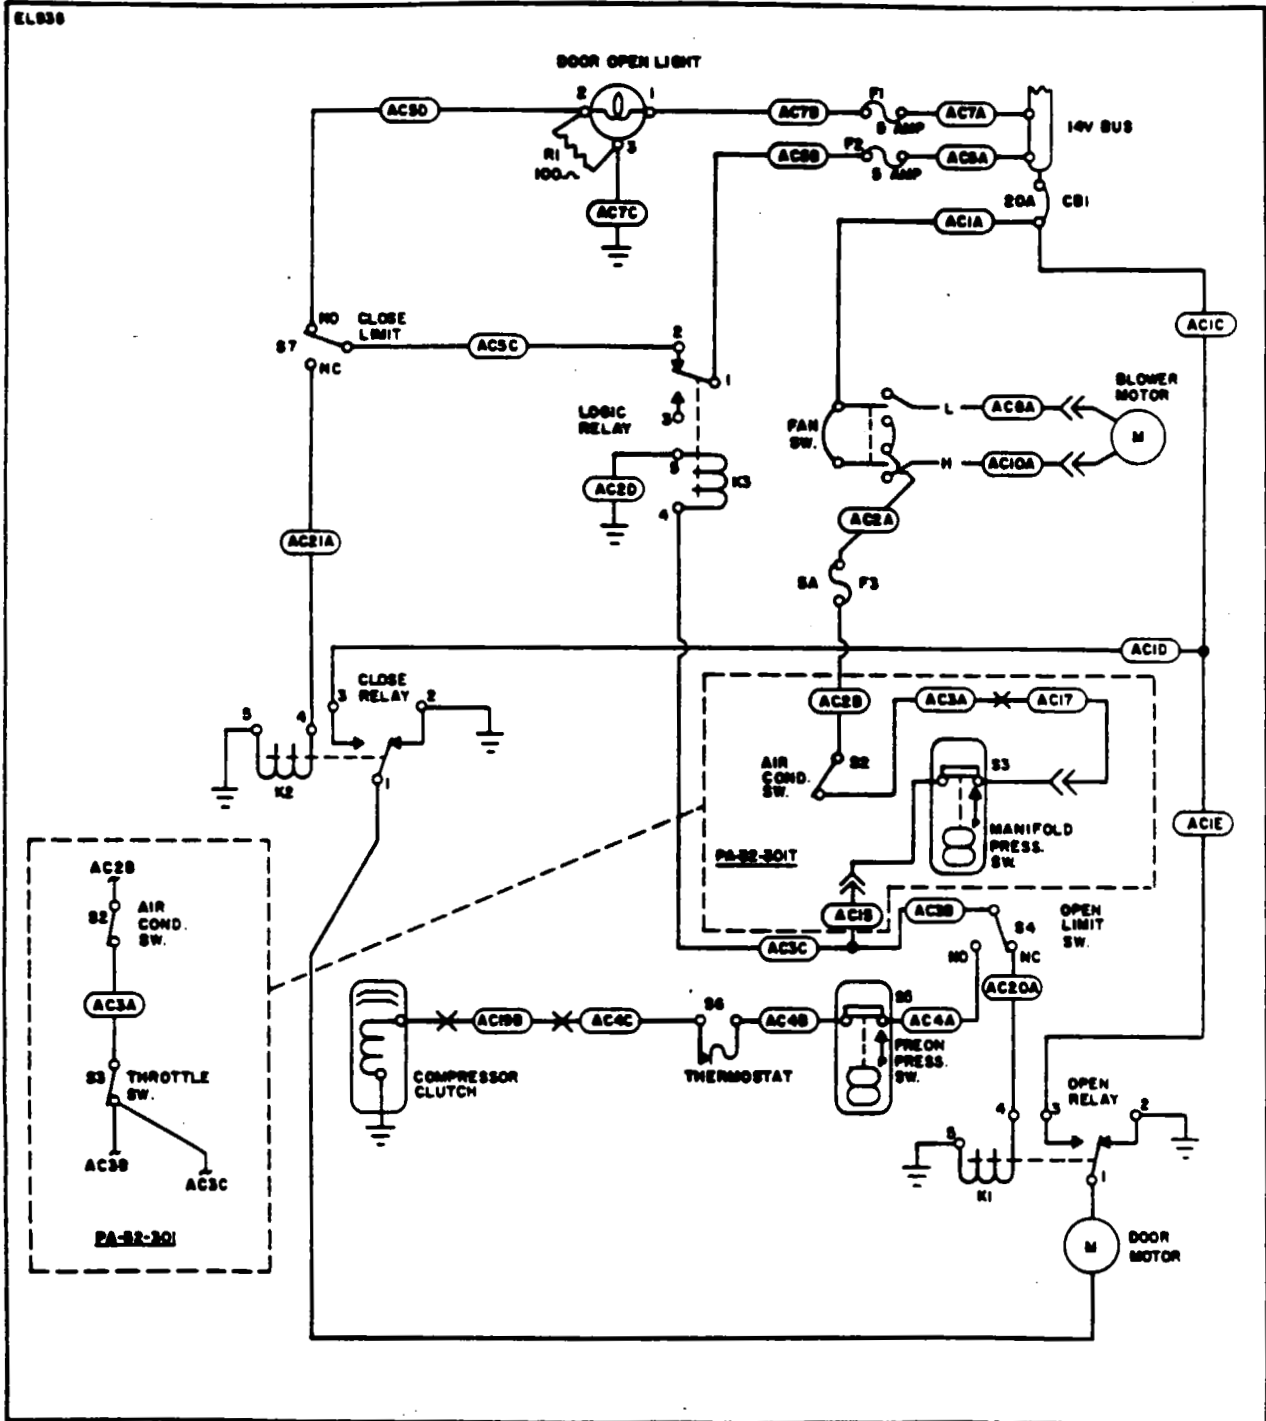 EL936
DOOR OPEN LIGHT
2
1
3
R1
100
AC5D
AC7B
F1
5 AMP
AC7A
14V BUS
AC6B
F2
5 AMP
AC6A
AC7C
20A
CB1
AC1A
AC1C
NO
CLOSE
LIMIT
S7
NC
AC5C
2
1
3
LOGIC
RELAY
5
K3
4
AC2D
FAN
SW.
L
AC8A
H
AC10A
BLOWER
MOTOR
M
AC2A
5A
F3
AC21A
AC1D
3
CLOSE
RELAY
2
5
4
1
K2
AC2B
AC3A
AC17
AIR
COND.
SW.
S2
S3
MANIFOLD
PRESS.
SW.
PA-32-301T
AC1E
AC18
AC3B
OPEN
LIMIT
SW.
S4
NO
NC
AC3C
AC20A
AC2B
S2
AIR
COND.
SW.
AC3A
S3
THROTTLE
SW.
AC3B
AC3C
PA-32-301
COMPRESSOR
CLUTCH
AC19B
AC4C
S6
THERMOSTAT
AC4B
S5
AC4A
FREON
PRESS.
SW.
OPEN
RELAY
4
3
2
5
1
K1
M
DOOR
MOTOR